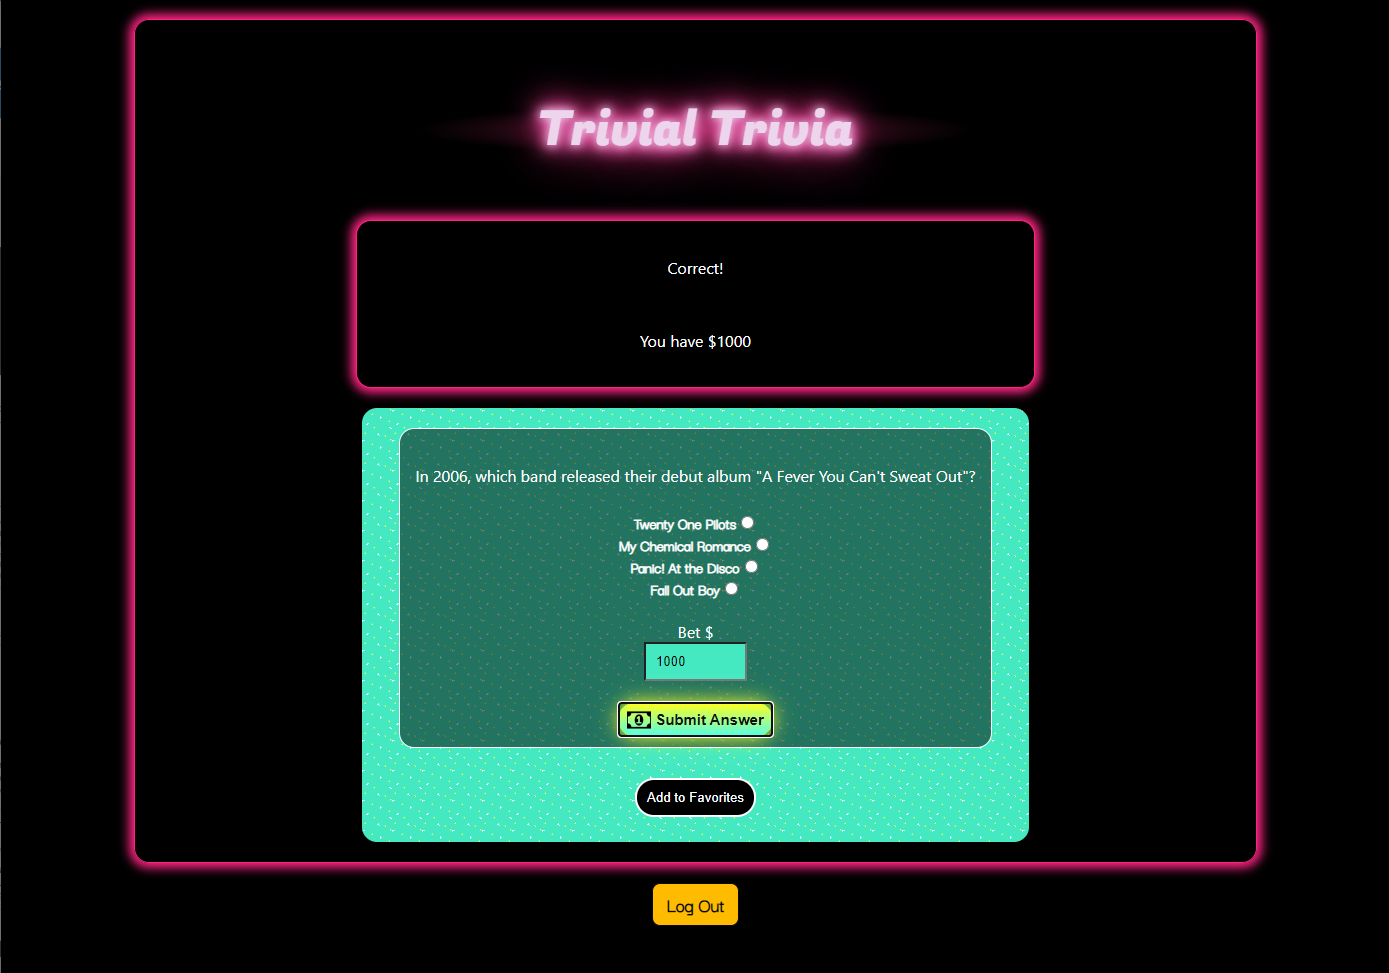 Trivial Trivia
Correct!
You have $1000
In 2006, which band released their debut album "A Fever You Can't Sweat Out"?
Twenty One Pilots
My Chemical Romance
Panic! At the Disco
Fall Out Boy
Bet $
1000
1 Submit Answer
Add to Favorites
Log Out